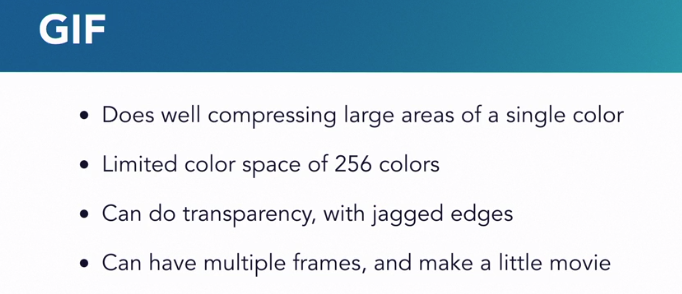 GIF
• Does well compressing large areas of a single color
• Limited color space of 256 colors
• Can do transparency, with jagged edges
• Can have multiple frames, and make a little movie